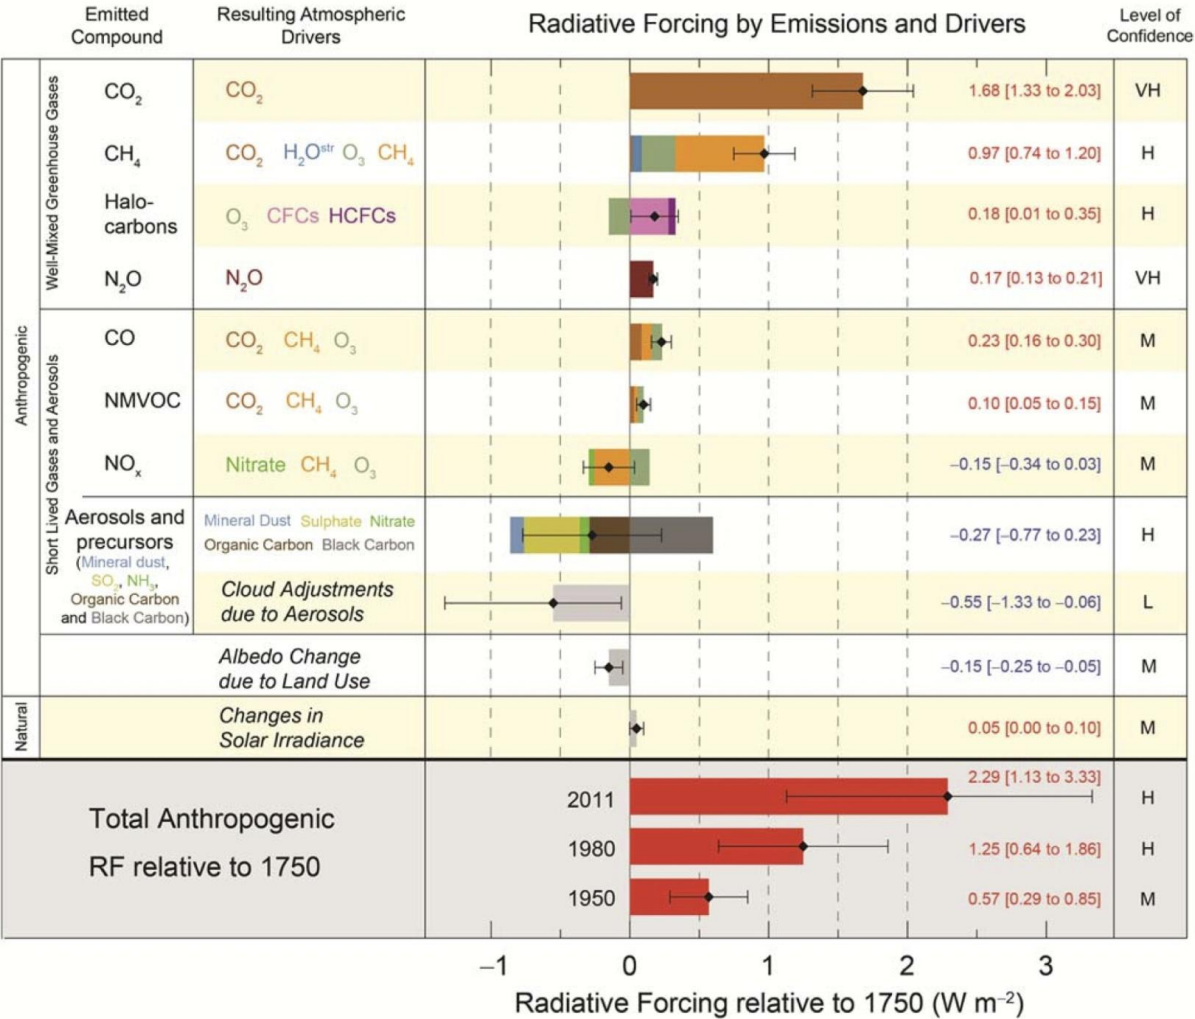 Emitted
Compound
Resulting Atmospheric
Drivers
Radiative Forcing by Emissions and Drivers
Level of
Confidence
Anthropogenic
Well-Mixed Greenhouse Gases
CO₂ CO₂ 1.68 [1.33 to 2.03] VH
CH₄ CO₂ H₂Oˢᵗʳ O₃ CH₄ 0.97 [0.74 to 1.20] H
Halo-
carbons O₃ CFCs HCFCs 0.18 [0.01 to 0.35] H
N₂O N₂O 0.17 [0.13 to 0.21] VH
Short Lived Gases and Aerosols
CO CO₂ CH₄ O₃ 0.23 [0.16 to 0.30] M
NMVOC CO₂ CH₄ O₃ 0.10 [0.05 to 0.15] M
NOₓ Nitrate CH₄ O₃ −0.15 [−0.34 to 0.03] M
Aerosols and
precursors
(Mineral dust,
SO₂, NH₃,
Organic Carbon
and Black Carbon)
Mineral Dust Sulphate Nitrate
Organic Carbon Black Carbon
−0.27 [−0.77 to 0.23] H
Cloud Adjustments
due to Aerosols
−0.55 [−1.33 to −0.06] L
Albedo Change
due to Land Use
−0.15 [−0.25 to −0.05] M
Natural
Changes in
Solar Irradiance
0.05 [0.00 to 0.10] M
Total Anthropogenic
RF relative to 1750
2011 2.29 [1.13 to 3.33] H
1980 1.25 [0.64 to 1.86] H
1950 0.57 [0.29 to 0.85] M
−1 0 1 2 3
Radiative Forcing relative to 1750 (W m⁻²)